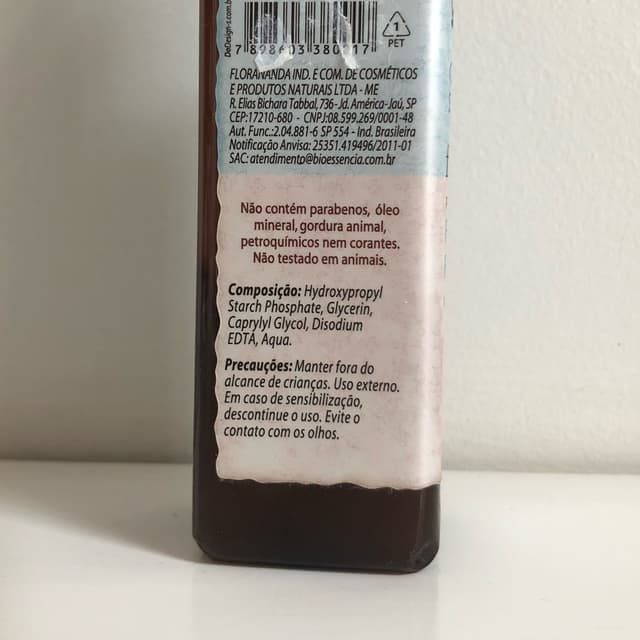 DaDesign-s.com.b
7 898603 380117
1
PET
FLORANANDA IND. E COM. DE COSMÉTICOS
E PRODUTOS NATURAIS LTDA - ME
R. Elias Bichara Tabbal, 736 - Jd. América-Jaú, SP
CEP:17210-680 - CNPJ:08.599.269/0001-48
Aut. Func.:2.04.881-6 SP 554 - Ind. Brasileira
Notificação Anvisa: 25351.419496/2011-01
SAC: atendimento@bioessencia.com.br
Não contém parabenos, óleo
mineral, gordura animal,
petroquímicos nem corantes.
Não testado em animais.
Composição: Hydroxypropyl
Starch Phosphate, Glycerin,
Caprylyl Glycol, Disodium
EDTA, Aqua.
Precauções: Manter fora do
alcance de crianças. Uso externo.
Em caso de sensibilização,
descontinue o uso. Evite o
contato com os olhos.